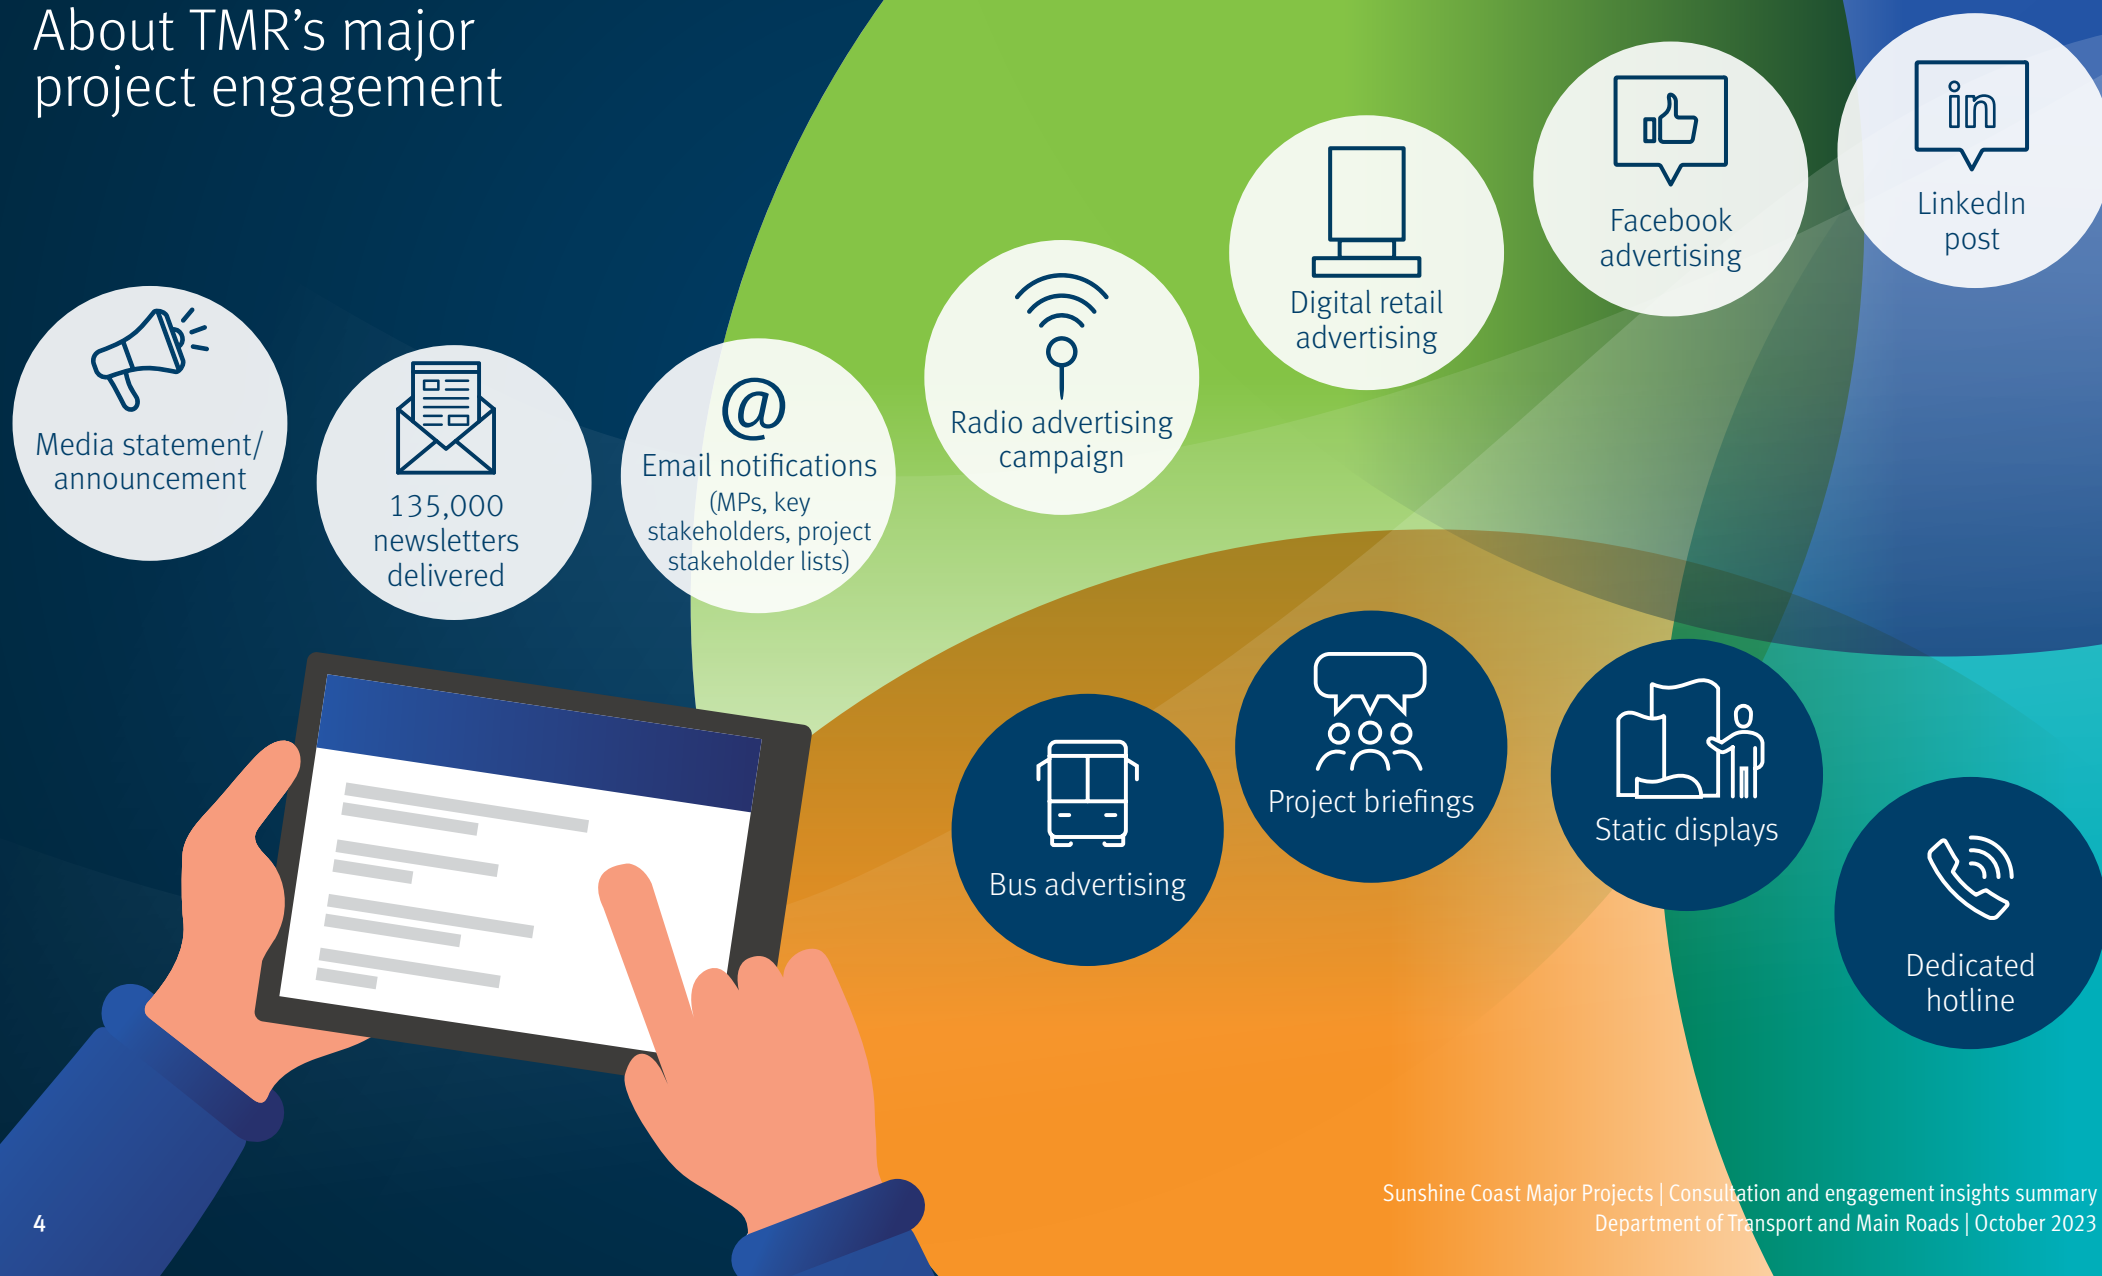 About TMR's major
project engagement
Media statement/
announcement
135,000
newsletters
delivered
@
Email notifications
(MPs, key
stakeholders, project
stakeholder lists)
Radio advertising
campaign
Digital retail
advertising
Facebook
advertising
in
LinkedIn
post
Bus advertising
Project briefings
Static displays
Dedicated
hotline
Sunshine Coast Major Projects | Consultation and engagement insights summary
Department of Transport and Main Roads | October 2023
4